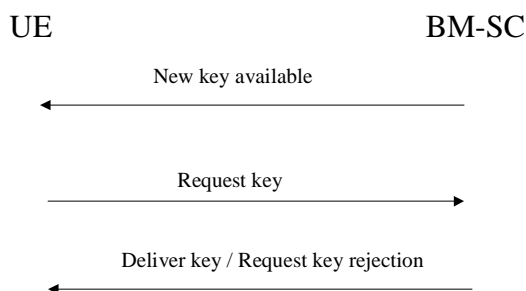 UE
BM-SC
New key available
Request key
Deliver key / Request key rejection